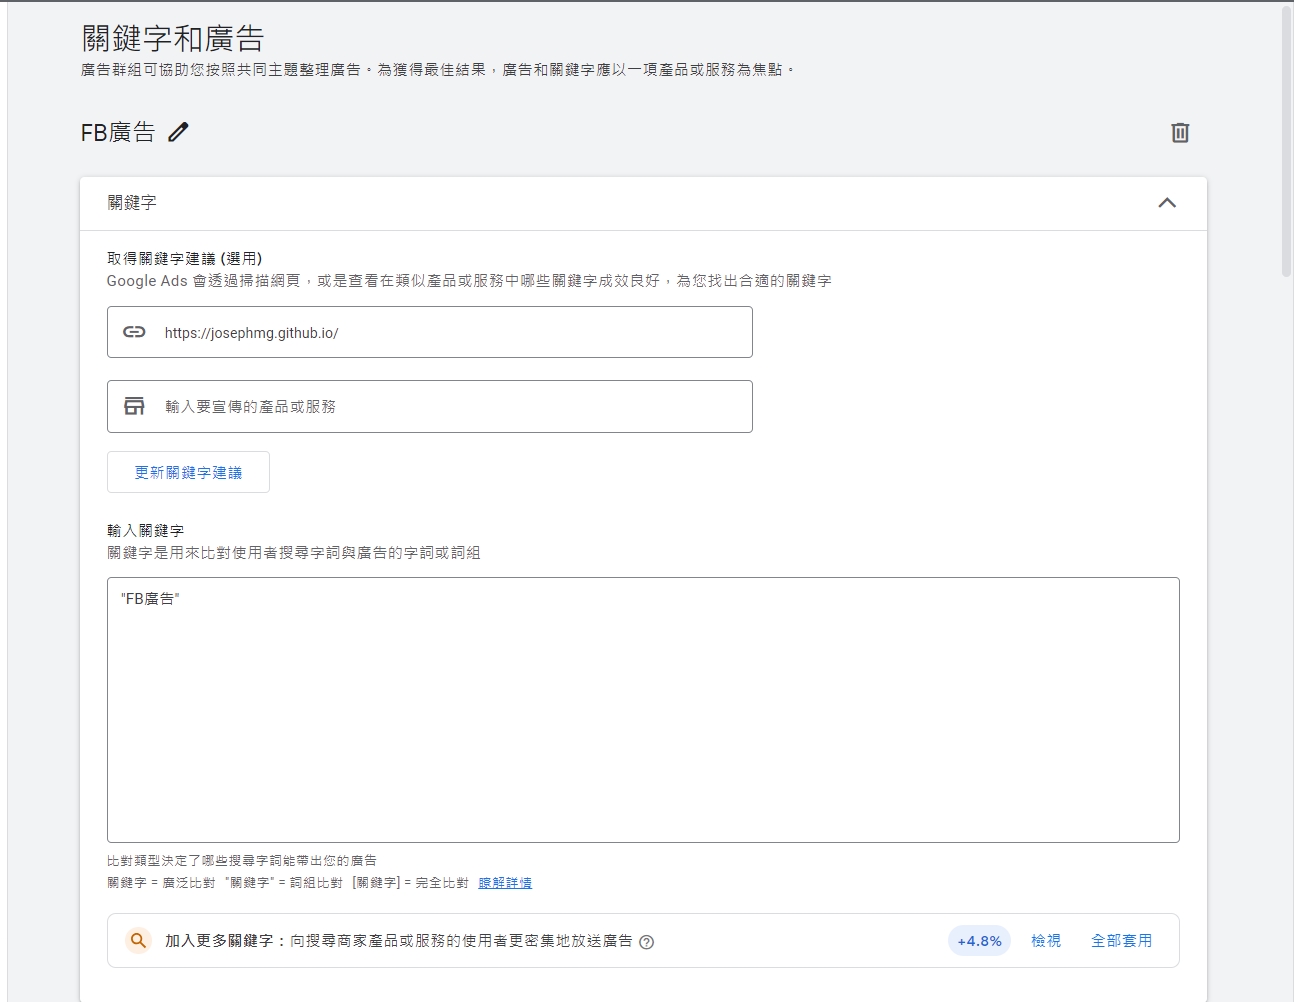 關鍵字和廣告
廣告群組可協助您按照共同主題整理廣告。為獲得最佳結果，廣告和關鍵字應以一項產品或服務為焦點。
FB廣告
關鍵字
取得關鍵字建議 (選用)
Google Ads 會透過掃描網頁，或是查看在類似產品或服務中哪些關鍵字成效良好，為您找出合適的關鍵字
https://josephmg.github.io/
輸入要宣傳的產品或服務
更新關鍵字建議
輸入關鍵字
關鍵字是用來比對使用者搜尋字詞與廣告的字詞或詞組
"FB廣告"
比對類型決定了哪些搜尋字詞能帶出您的廣告
關鍵字 = 廣泛比對 "關鍵字" = 詞組比對 [關鍵字] = 完全比對 瞭解詳情
加入更多關鍵字：向搜尋商家產品或服務的使用者更密集地放送廣告 +4.8% 檢視 全部套用